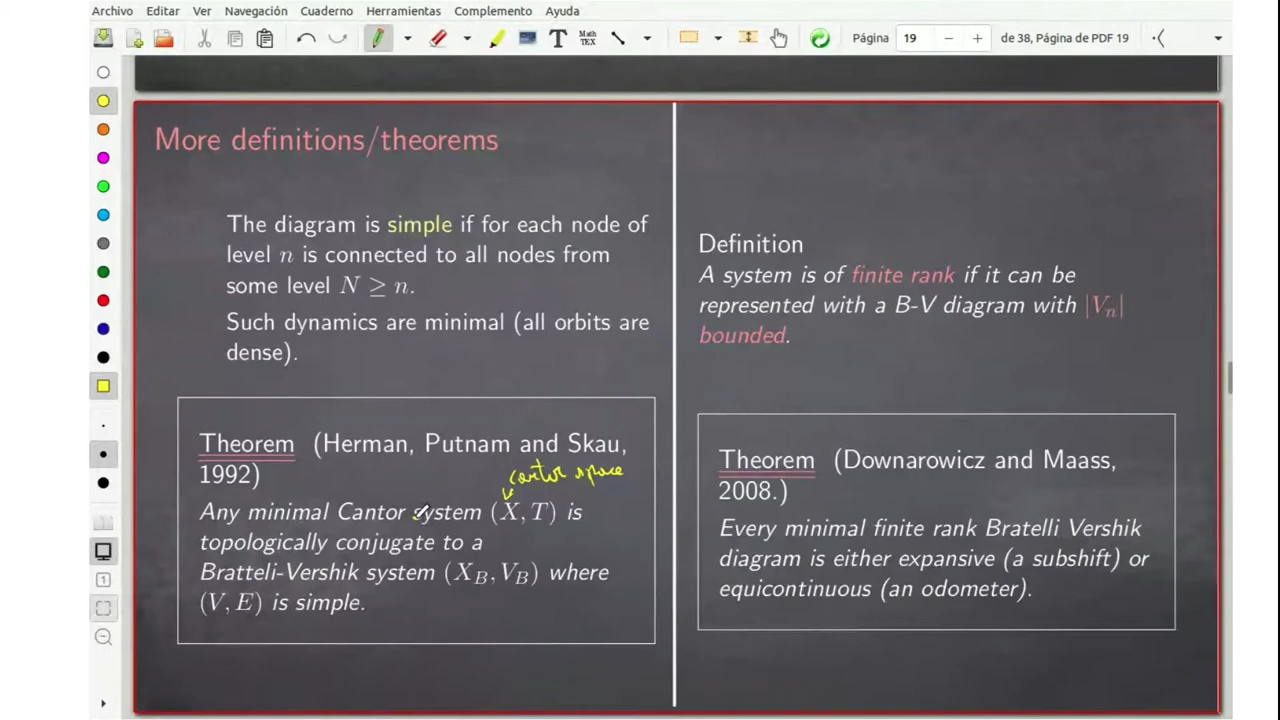 Archivo Editar Ver Navegación Cuaderno Herramientas Complemento Ayuda
T Math TEX Página 19 − + de 38, Página de PDF 19
More definitions/theorems
The diagram is simple if for each node of
level n is connected to all nodes from
some level N ≥ n.
Such dynamics are minimal (all orbits are
dense).
Theorem (Herman, Putnam and Skau,
1992)
cantor space
Any minimal Cantor system (X, T) is
topologically conjugate to a
Bratteli-Vershik system (X_B, V_B) where
(V, E) is simple.
Definition
A system is of finite rank if it can be
represented with a B-V diagram with |V_n|
bounded.
Theorem (Downarowicz and Maass,
2008.)
Every minimal finite rank Bratelli Vershik
diagram is either expansive (a subshift) or
equicontinuous (an odometer).